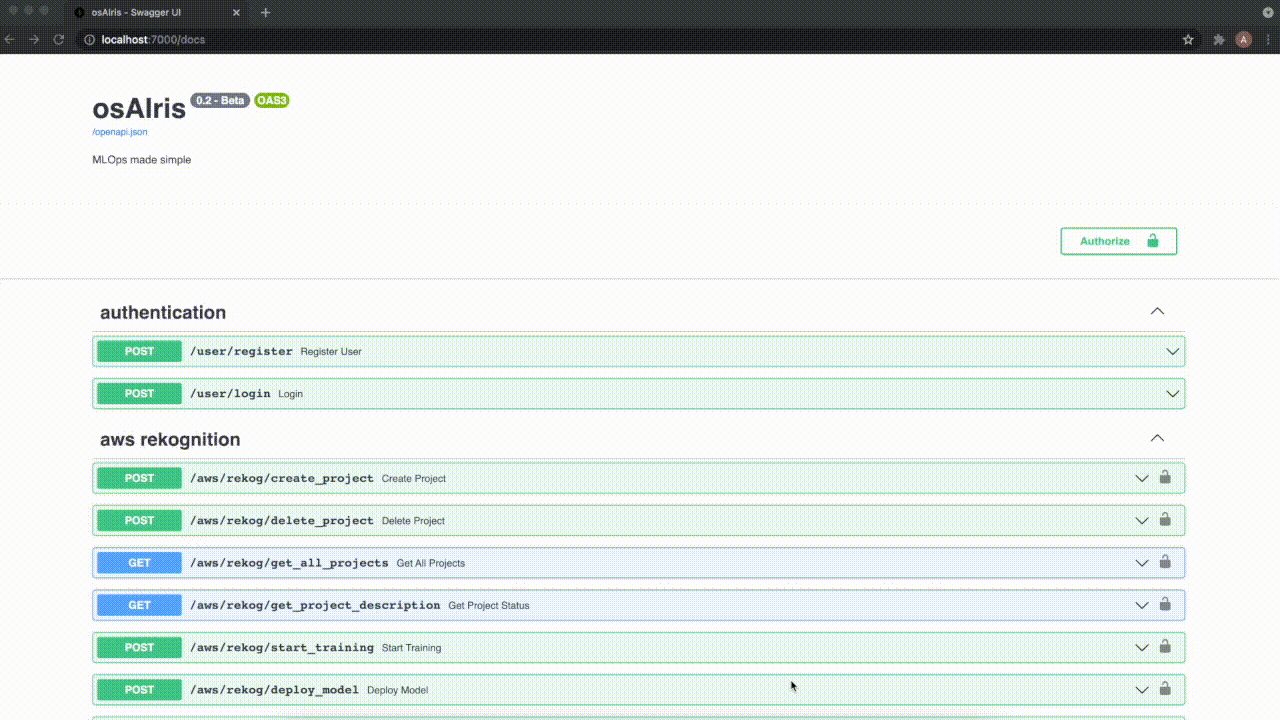 osAIris - Swagger UI
localhost:7000/docs
A
osAIris 0.2 - Beta OAS3
/openapi.json
MLOps made simple
Authorize
authentication
POST /user/register Register User
POST /user/login Login
aws rekognition
POST /aws/rekog/create_project Create Project
POST /aws/rekog/delete_project Delete Project
GET /aws/rekog/get_all_projects Get All Projects
GET /aws/rekog/get_project_description Get Project Status
POST /aws/rekog/start_training Start Training
POST /aws/rekog/deploy_model Deploy Model